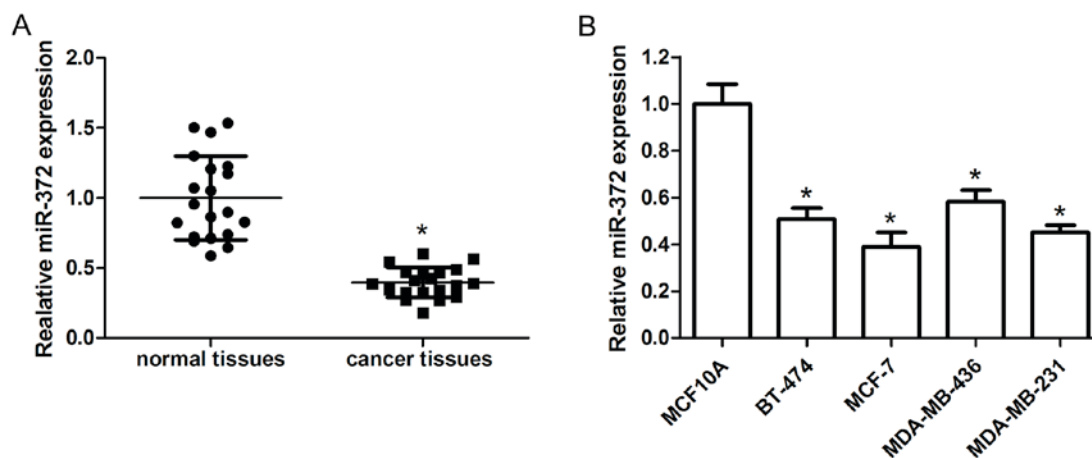 A
Realative miR-372 expression
2.0
1.5
1.0
0.5
0.0
*
normal tissues
cancer tissues
B
Relative miR-372 expression
1.2
1.0
0.8
0.6
0.4
0.2
0.0
*
*
*
*
MCF10A
BT-474
MCF-7
MDA-MB-436
MDA-MB-231